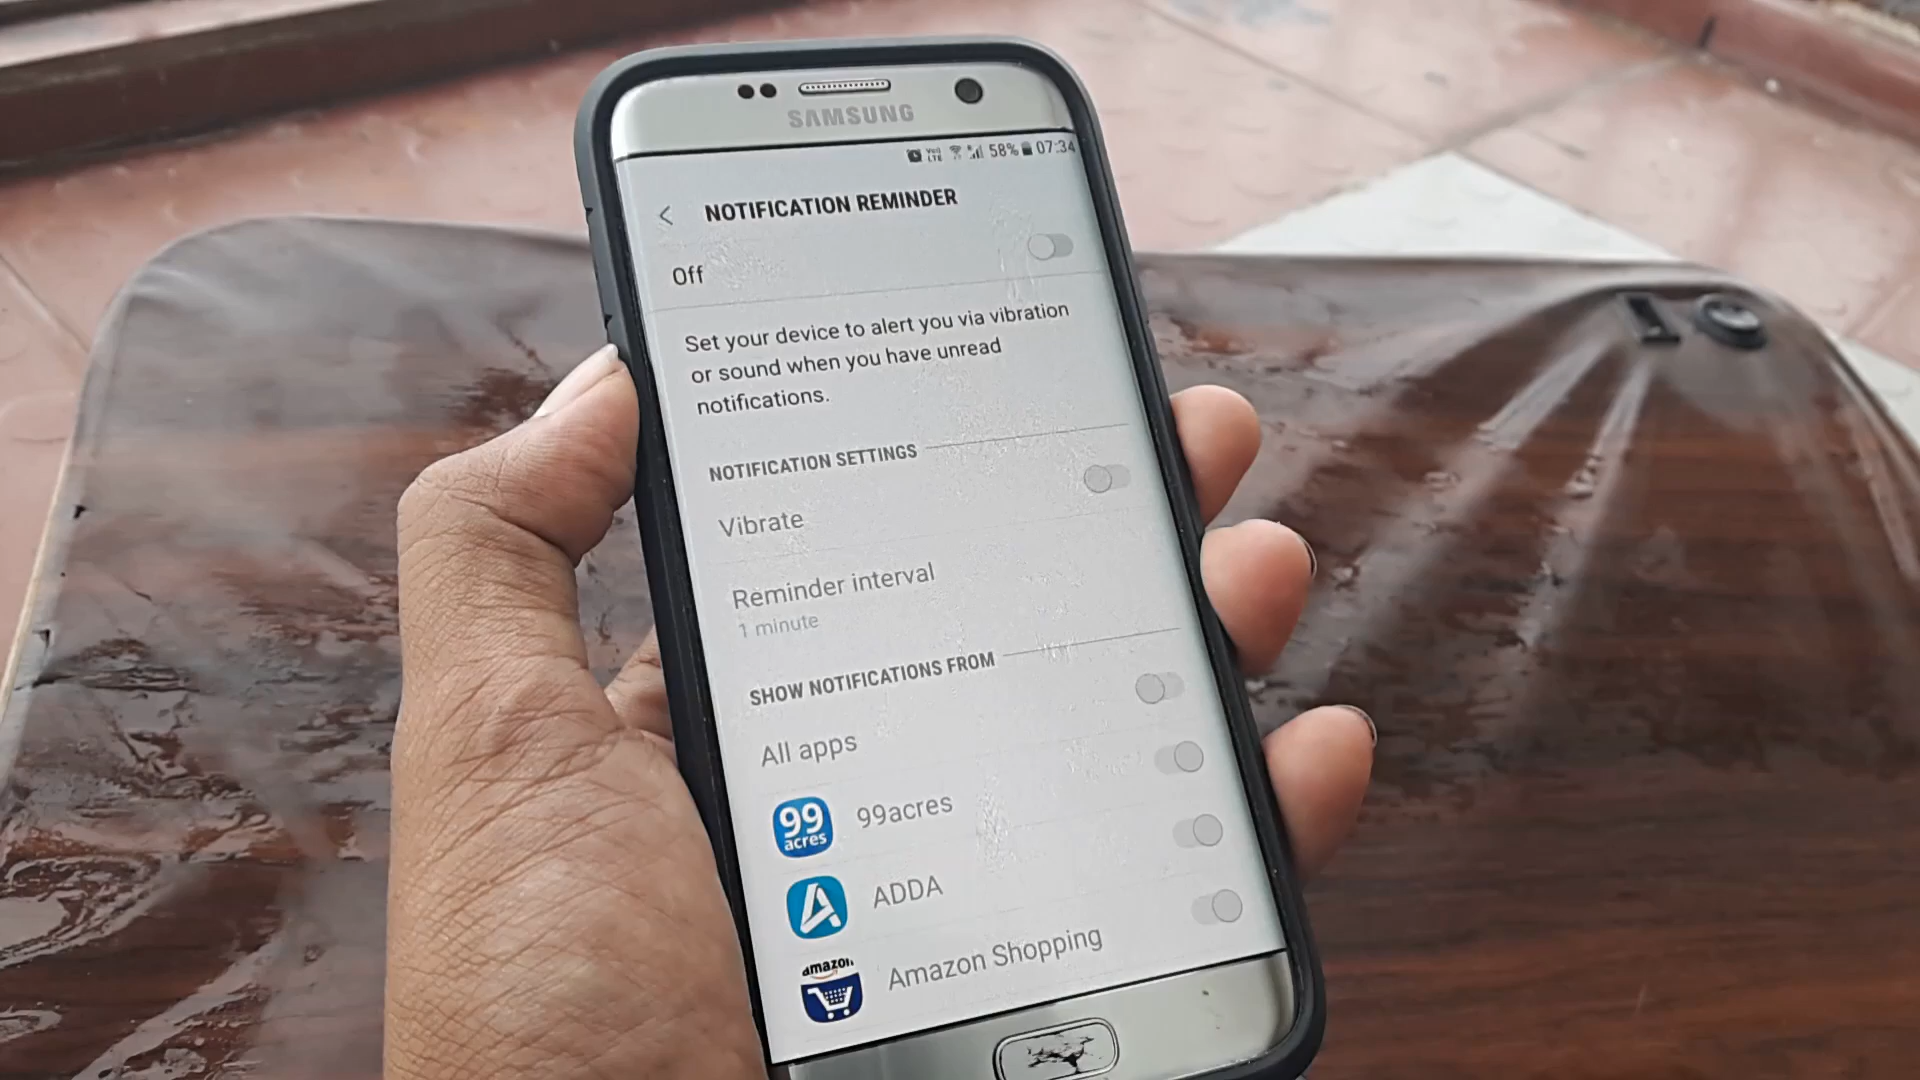 SAMSUNG
VoLTE 58% 07:34
NOTIFICATION REMINDER
Off
Set your device to alert you via vibration
or sound when you have unread
notifications.
NOTIFICATION SETTINGS
Vibrate
Reminder interval
1 minute
SHOW NOTIFICATIONS FROM
All apps
99
acres
99acres
ADDA
amazon
Amazon Shopping